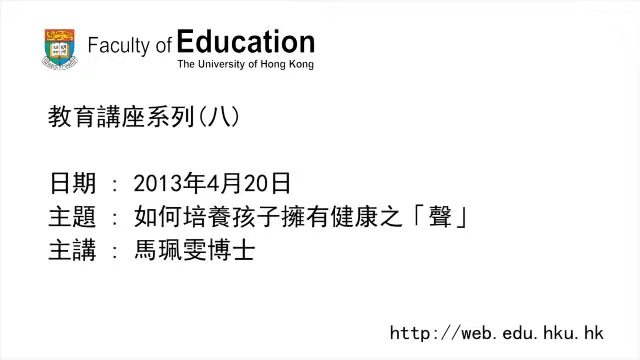 Faculty of Education
The University of Hong Kong
教育講座系列(八)
日期 : 2013年4月20日
主題 : 如何培養孩子擁有健康之「聲」
主講 : 馬珮雯博士
http://web.edu.hku.hk